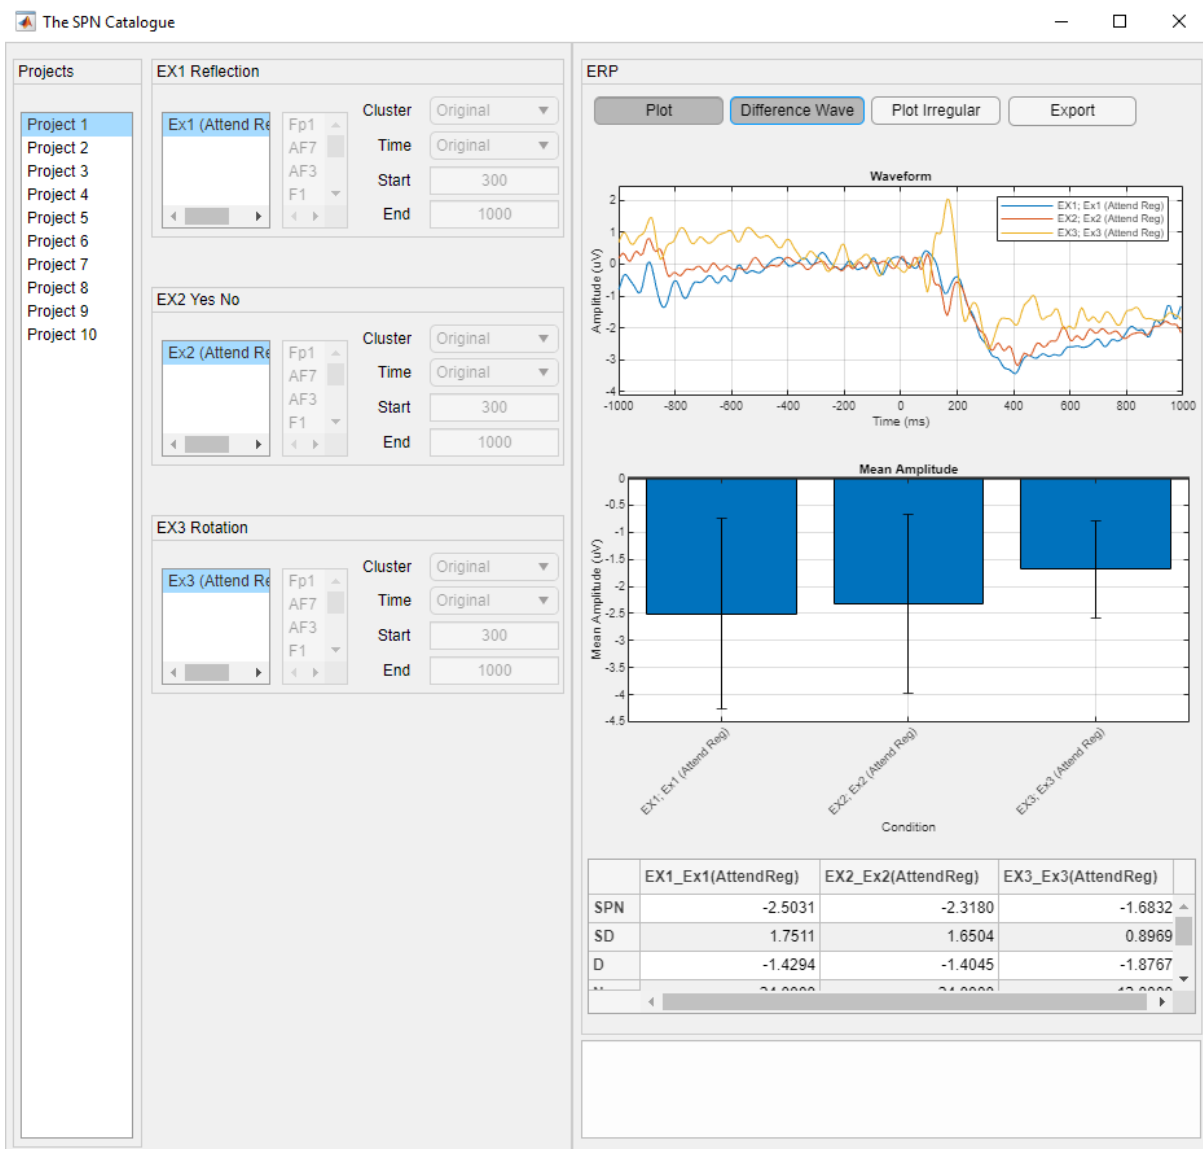 The SPN Catalogue
Projects
Project 1
Project 2
Project 3
Project 4
Project 5
Project 6
Project 7
Project 8
Project 9
Project 10
EX1 Reflection
Ex1 (Attend Re
Fp1
AF7
AF3
F1
Cluster Original
Time Original
Start 300
End 1000
EX2 Yes No
Ex2 (Attend Re
Fp1
AF7
AF3
F1
Cluster Original
Time Original
Start 300
End 1000
EX3 Rotation
Ex3 (Attend Re
Fp1
AF7
AF3
F1
Cluster Original
Time Original
Start 300
End 1000
ERP
Plot Difference Wave Plot Irregular Export
Waveform
EX1; Ex1 (Attend Reg)
EX2; Ex2 (Attend Reg)
EX3; Ex3 (Attend Reg)
Amplitude (uV)
2
1
0
-1
-2
-3
-4
-1000 -800 -600 -400 -200 0 200 400 600 800 1000
Time (ms)
Mean Amplitude
Mean Amplitude (uV)
0
-0.5
-1
-1.5
-2
-2.5
-3
-3.5
-4
-4.5
EX1; Ex1 (Attend Reg)
EX2; Ex2 (Attend Reg)
EX3; Ex3 (Attend Reg)
Condition
EX1_Ex1(AttendReg) EX2_Ex2(AttendReg) EX3_Ex3(AttendReg)
SPN -2.5031 -2.3180 -1.6832
SD 1.7511 1.6504 0.8969
D -1.4294 -1.4045 -1.8767